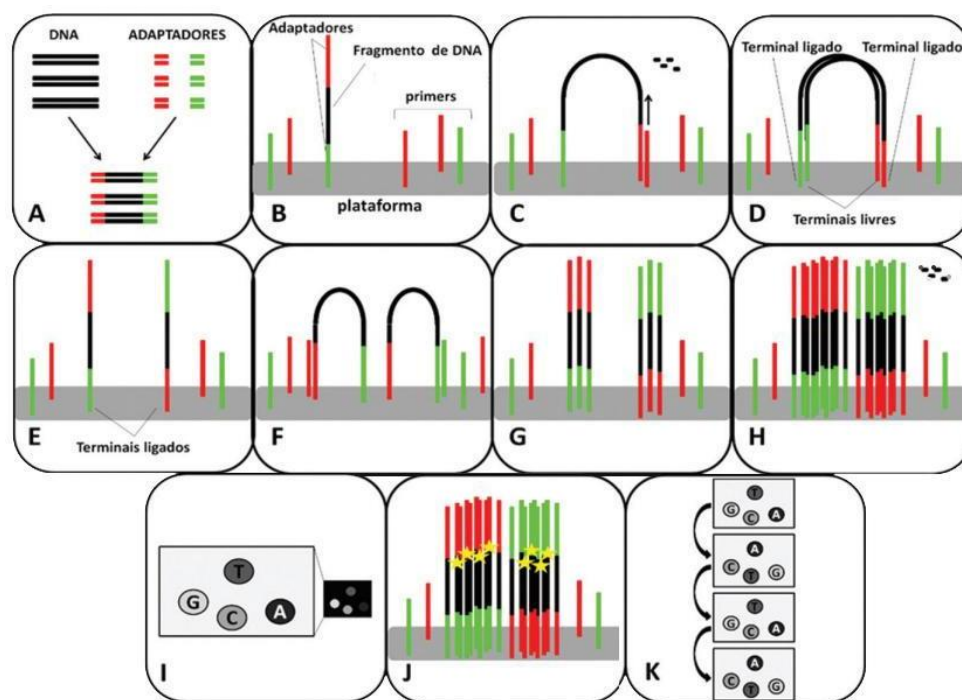 DNA ADAPTADORES
A
Adaptadores
Fragmento de DNA
primers
B
plataforma
C
Terminal ligado Terminal ligado
D
Terminais livres
E
Terminais ligados
F
G
H
T
G
C
A
I
J
T
G
C
A
A
C
T
G
T
G
C
A
A
C
T
G
K